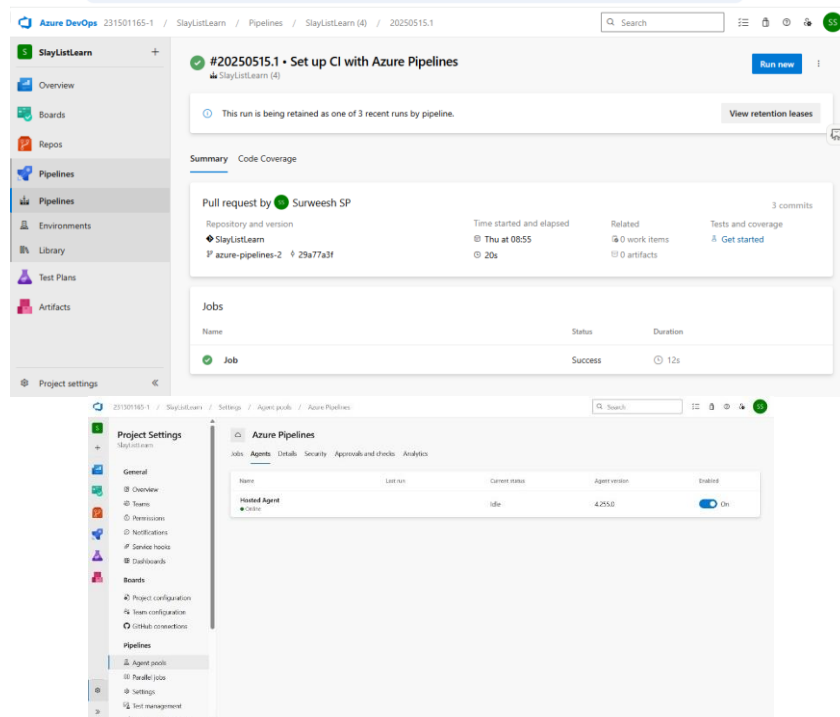 Azure DevOps 231501165-1 / SlayListLearn / Pipelines / SlayListLearn (4) / 20250515.1
Search
SS
S SlayListLearn +
Overview
Boards
Repos
Pipelines
Pipelines
Environments
Library
Test Plans
Artifacts
Project settings
#20250515.1 • Set up CI with Azure Pipelines
SlayListLearn (4)
Run new
This run is being retained as one of 3 recent runs by pipeline.
View retention leases
Summary Code Coverage
Pull request by SS Surweesh SP
3 commits
Repository and version
SlayListLearn
azure-pipelines-2 29a77a3f
Time started and elapsed
Thu at 08:55
20s
Related
0 work items
0 artifacts
Tests and coverage
Get started
Jobs
Name Status Duration
Job Success 12s
231501165-1 / SlayListLearn / Settings / Agent pools / Azure Pipelines
Search
SS
S
+
Project Settings
SlayListLearn
General
Overview
Teams
Permissions
Notifications
Service hooks
Dashboards
Boards
Project configuration
Team configuration
GitHub connections
Pipelines
Agent pools
Parallel jobs
Settings
Test management
Azure Pipelines
Jobs Agents Details Security Approvals and checks Analytics
Name Last run Current status Agent version Enabled
Hosted Agent Idle 4.255.0 On
Online